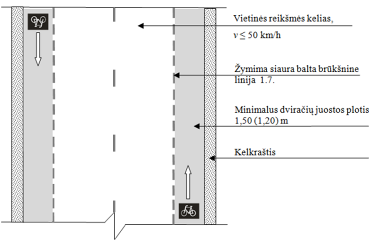 Vietinės reikšmės kelias,
v ≤ 50 km/h
Žymima siaura balta brūkšnine
linija 1.7.
Minimalus dviračių juostos plotis
1,50 (1,20) m
Kelkraštis